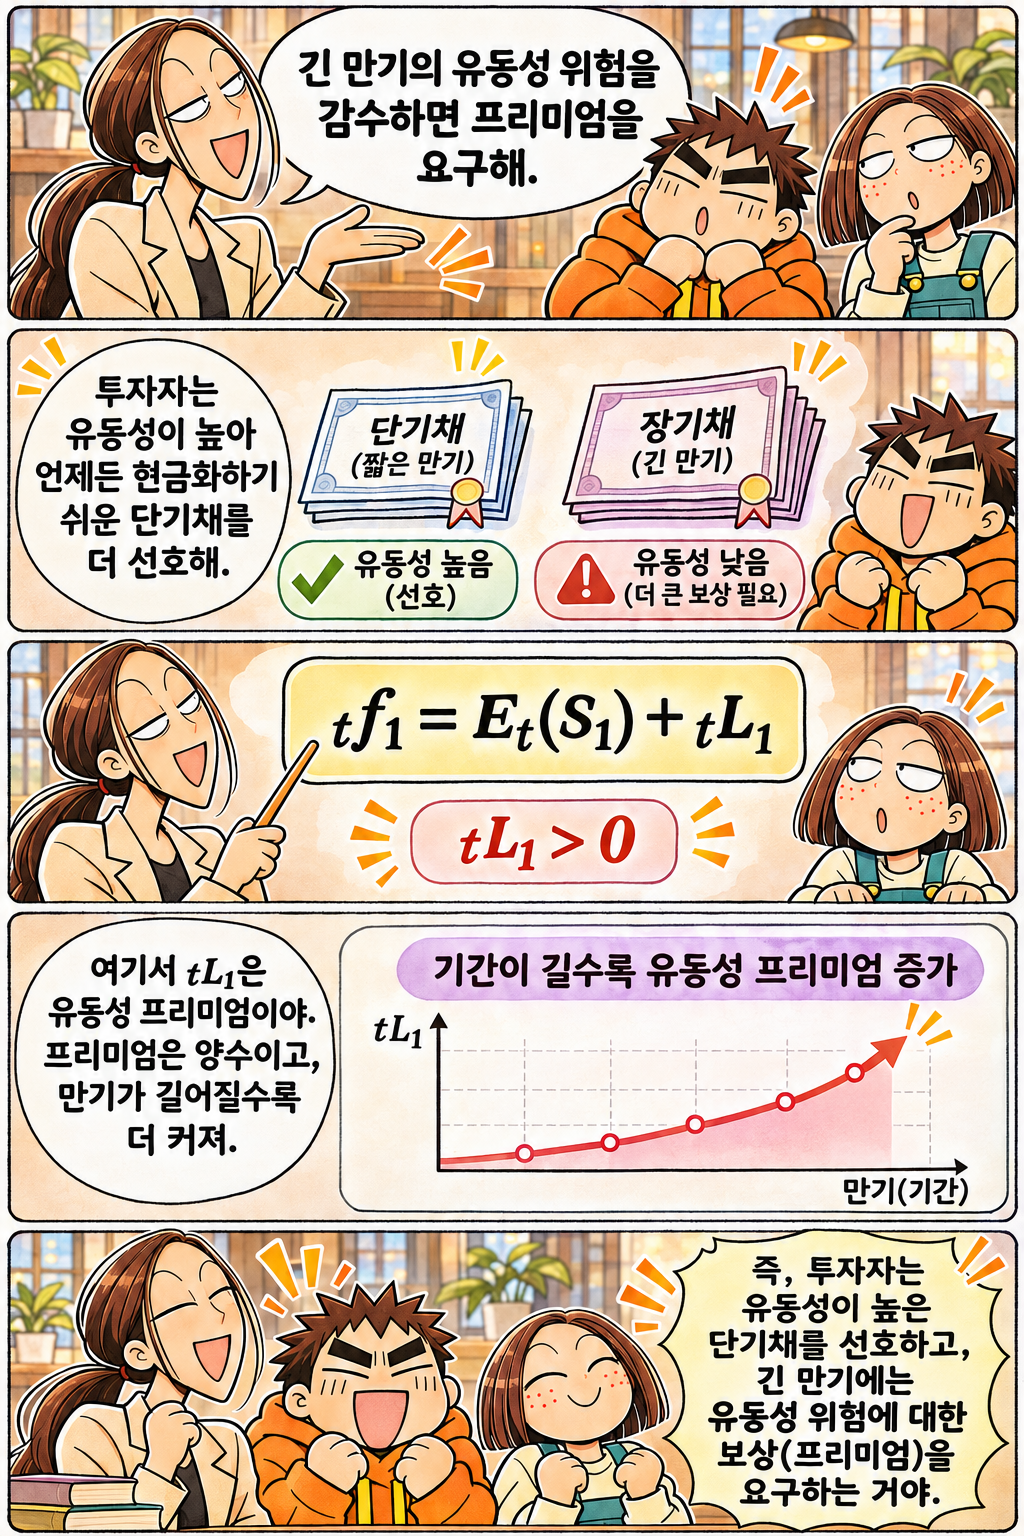 긴 만기의 유동성 위험을
감수하면 프리미엄을
요구해.
투자자는
유동성이 높아
언제든 현금화하기
쉬운 단기채를
더 선호해.
단기채
(짧은 만기)
유동성 높음
(선호)
장기채
(긴 만기)
유동성 낮음
(더 큰 보상 필요)
ₜf₁ = Eₜ(S₁) + ₜL₁
ₜL₁ > 0
여기서 ₜL₁은
유동성 프리미엄이야.
프리미엄은 양수이고,
만기가 길어질수록
더 커져.
기간이 길수록 유동성 프리미엄 증가
ₜL₁
만기(기간)
즉, 투자자는
유동성이 높은
단기채를 선호하고,
긴 만기에는
유동성 위험에 대한
보상(프리미엄)을
요구하는 거야.